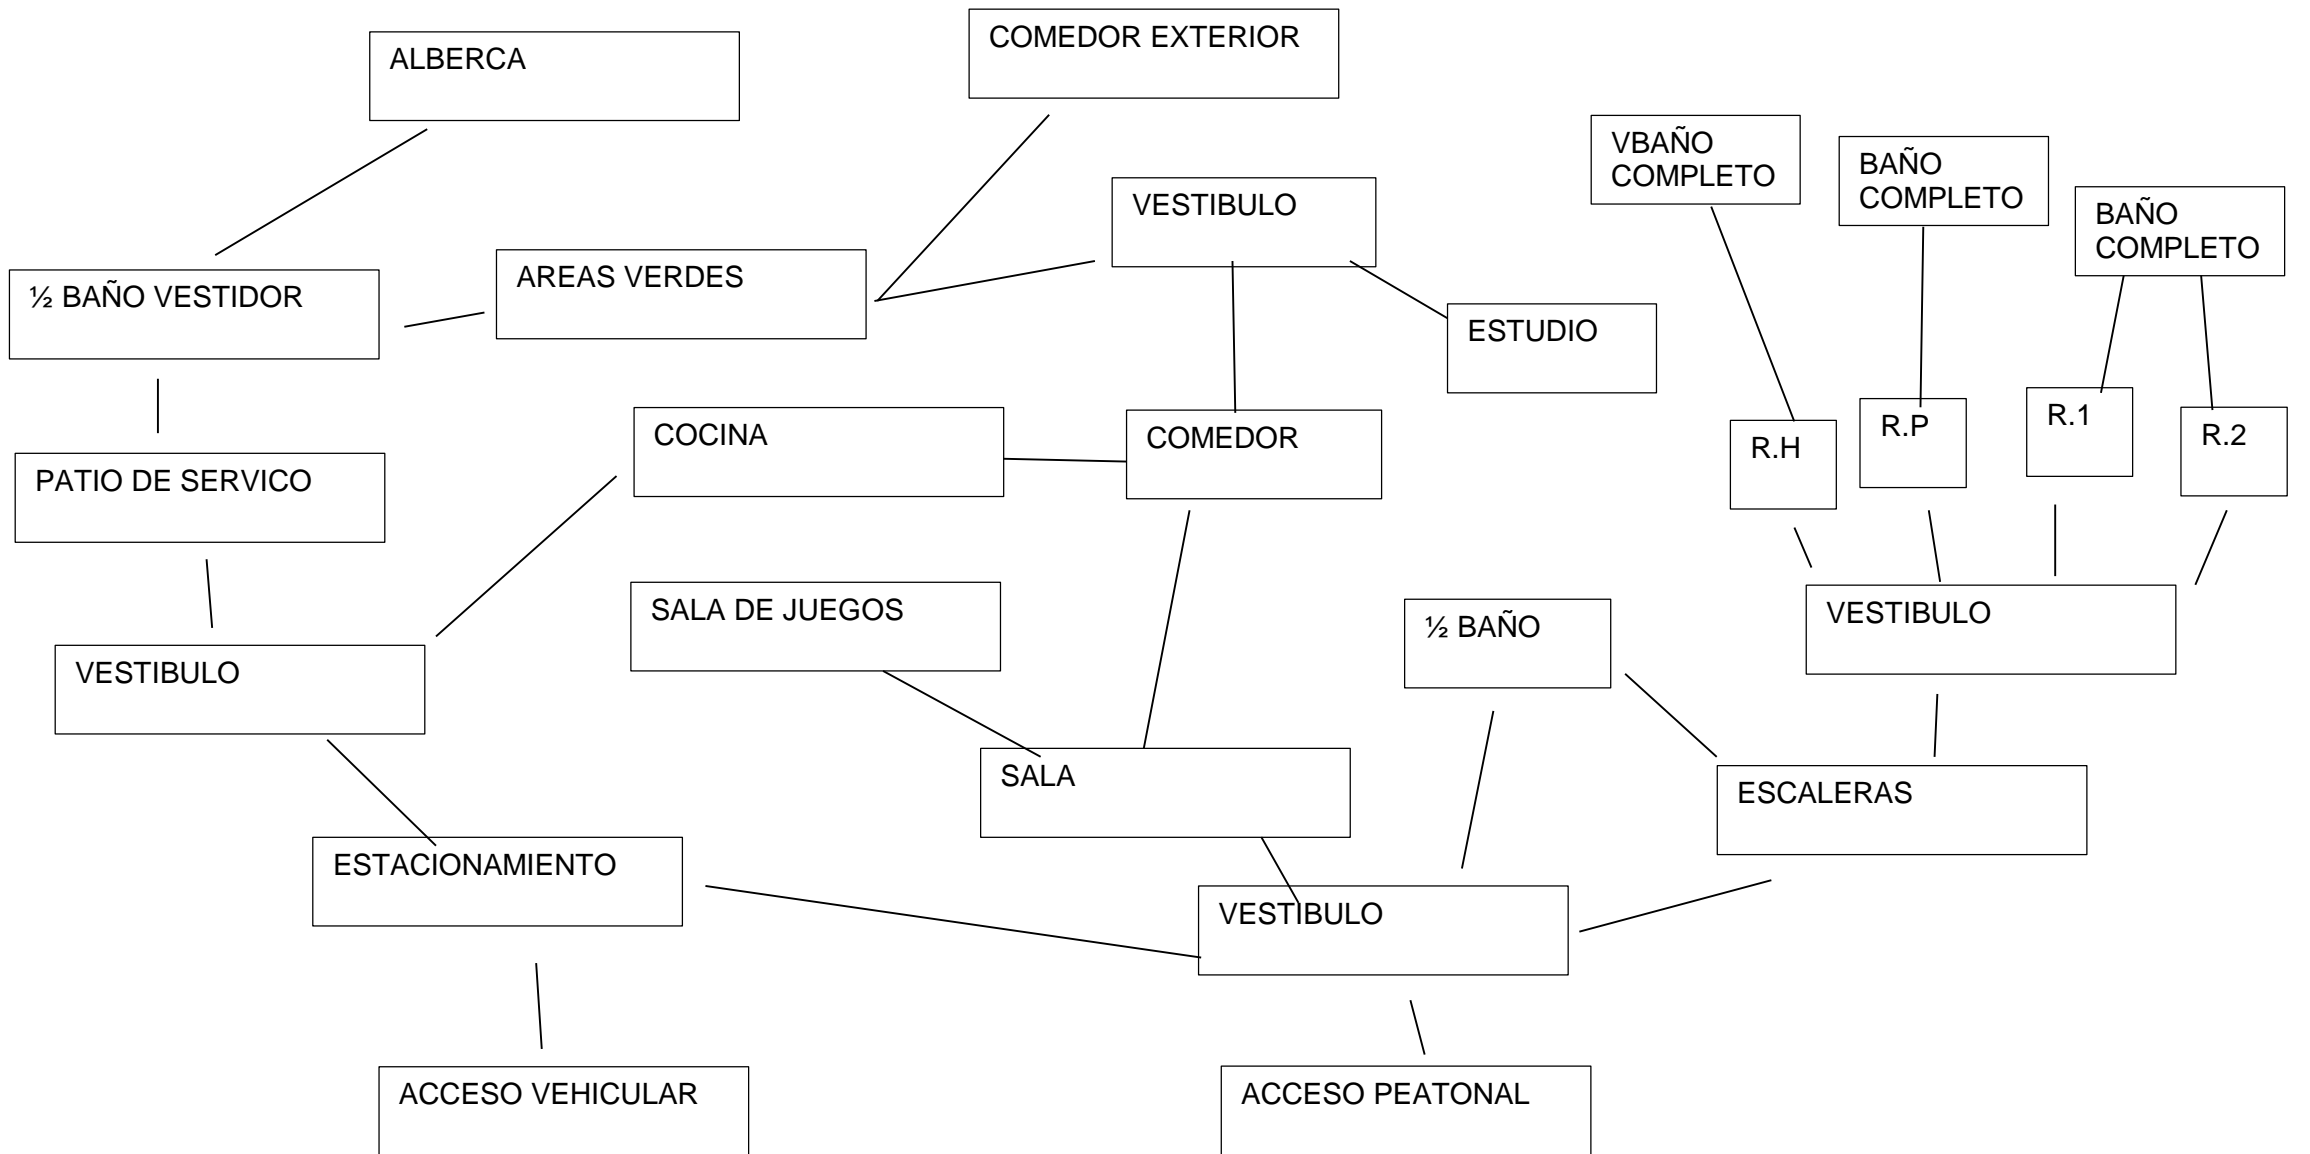 COMEDOR EXTERIOR
ALBERCA
VBAÑO
COMPLETO
BAÑO
COMPLETO
BAÑO
COMPLETO
VESTIBULO
AREAS VERDES
½ BAÑO VESTIDOR
ESTUDIO
COCINA
COMEDOR
R.H
R.P
R.1
R.2
PATIO DE SERVICO
SALA DE JUEGOS
½ BAÑO
VESTIBULO
VESTIBULO
SALA
ESCALERAS
ESTACIONAMIENTO
VESTIBULO
ACCESO VEHICULAR
ACCESO PEATONAL